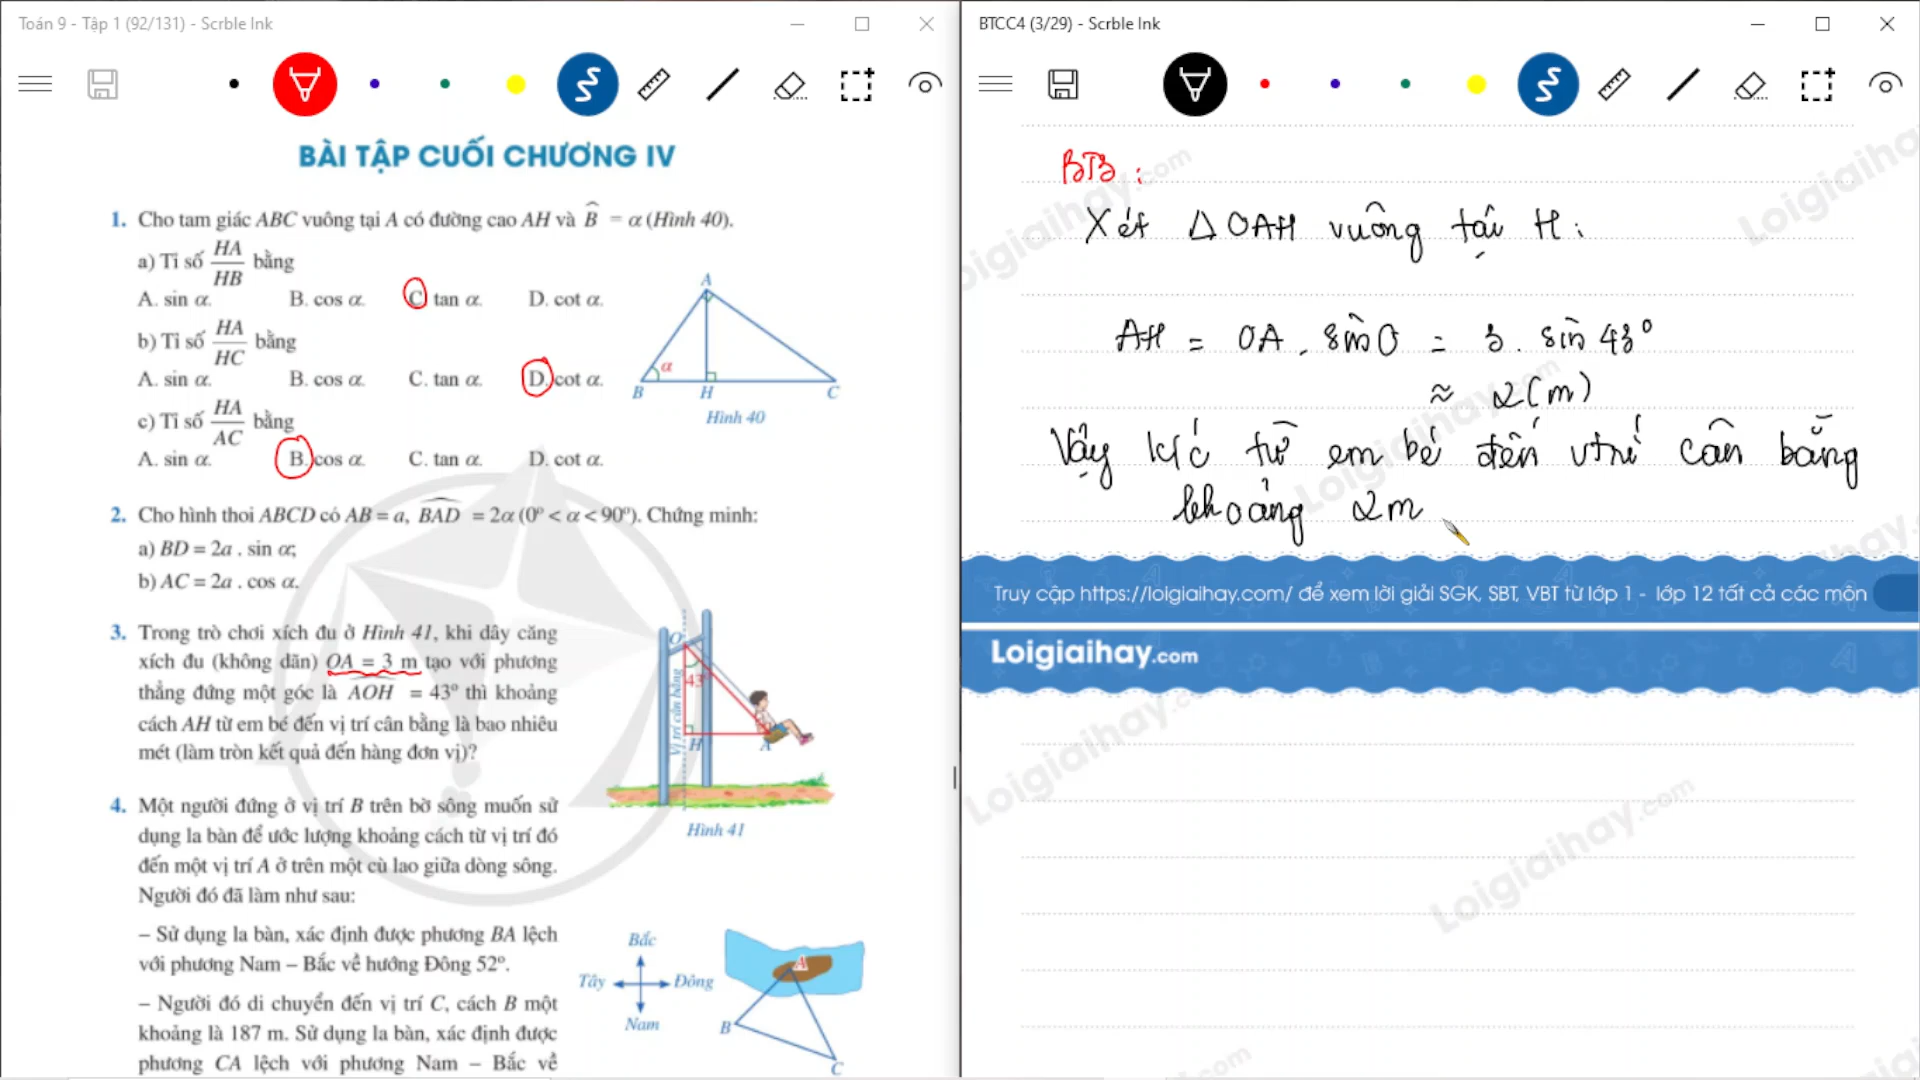 Toán 9 - Tập 1 (92/131) - Scrble Ink
BÀI TẬP CUỐI CHƯƠNG IV
1. Cho tam giác ABC vuông tại A có đường cao AH và B̂ = α (Hình 40).
a) Tỉ số HA/HB bằng
A. sin α. B. cos α. C. tan α. D. cot α.
b) Tỉ số HA/HC bằng
A. sin α. B. cos α. C. tan α. D. cot α.
c) Tỉ số HA/AC bằng
A. sin α. B. cos α. C. tan α. D. cot α.
A
α
B H C
Hình 40
2. Cho hình thoi ABCD có AB = a, BAD = 2α (0° < α < 90°). Chứng minh:
a) BD = 2a . sin α;
b) AC = 2a . cos α.
3. Trong trò chơi xích đu ở Hình 41, khi dây căng
xích đu (không dãn) OA = 3 m tạo với phương
thẳng đứng một góc là AOH = 43° thì khoảng
cách AH từ em bé đến vị trí cân bằng là bao nhiêu
mét (làm tròn kết quả đến hàng đơn vị)?
O
43°
Vị trí cân bằng
H A
Hình 41
4. Một người đứng ở vị trí B trên bờ sông muốn sử
dụng la bàn để ước lượng khoảng cách từ vị trí đó
đến một vị trí A ở trên một cù lao giữa dòng sông.
Người đó đã làm như sau:
– Sử dụng la bàn, xác định được phương BA lệch
với phương Nam – Bắc về hướng Đông 52°.
– Người đó di chuyển đến vị trí C, cách B một
khoảng là 187 m. Sử dụng la bàn, xác định được
phương CA lệch với phương Nam – Bắc về
Bắc
Tây Đông
Nam
A
B
C
BTCC4 (3/29) - Scrble Ink
BT3 :
Xét △OAH vuông tại H :
AH = OA . sin O = 3 . sin 43°
≈ 2 (m)
Vậy k/c từ em bé đến vtrí cân bằng
khoảng 2m
Truy cập https://loigiaihay.com/ để xem lời giải SGK, SBT, VBT từ lớp 1 - lớp 12 tất cả các môn
Loigiaihay.com
Loigiaihay.com
Loigiaihay.com